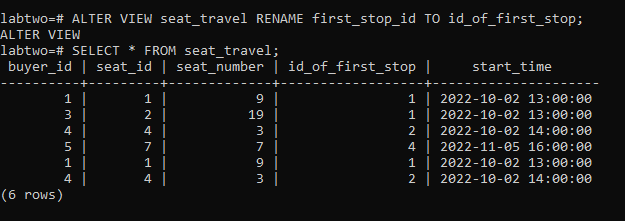 labtwo=# ALTER VIEW seat_travel RENAME first_stop_id TO id_of_first_stop;
ALTER VIEW
labtwo=# SELECT * FROM seat_travel;
 buyer_id | seat_id | seat_number | id_of_first_stop |     start_time
----------+---------+-------------+------------------+---------------------
        1 |       1 |           9 |                1 | 2022-10-02 13:00:00
        3 |       2 |          19 |                1 | 2022-10-02 13:00:00
        4 |       4 |           3 |                2 | 2022-10-02 14:00:00
        5 |       7 |           7 |                4 | 2022-11-05 16:00:00
        1 |       1 |           9 |                1 | 2022-10-02 13:00:00
        4 |       4 |           3 |                2 | 2022-10-02 14:00:00
(6 rows)